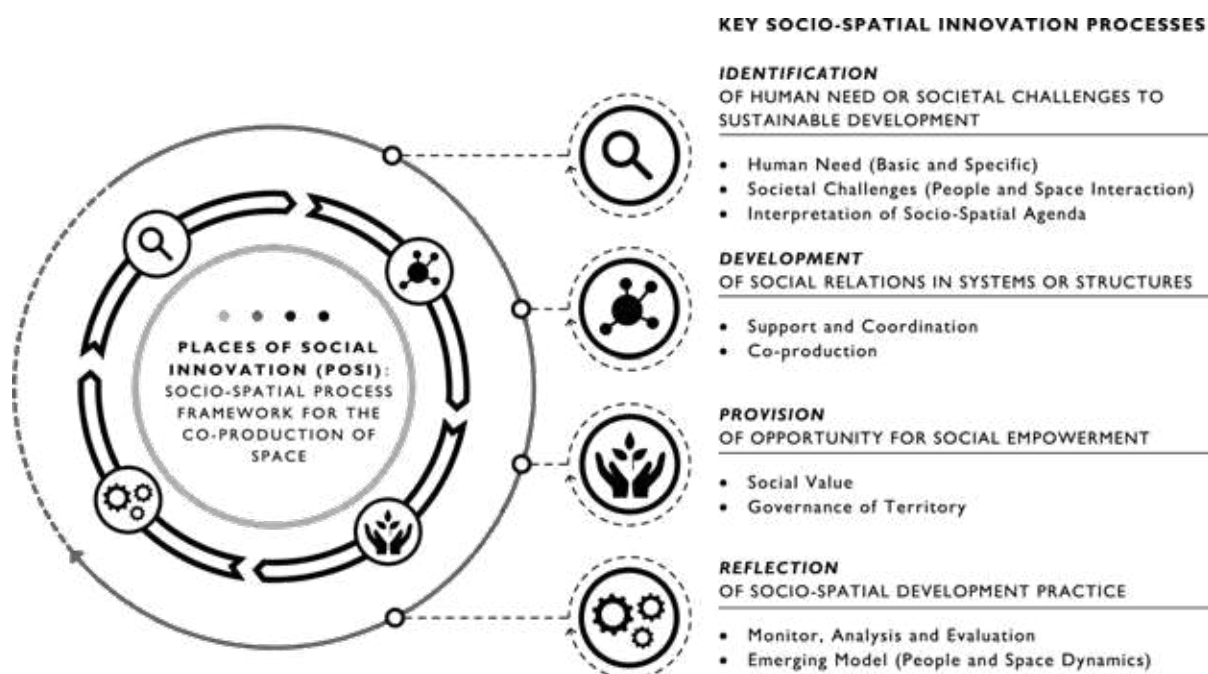 KEY SOCIO-SPATIAL INNOVATION PROCESSES
IDENTIFICATION
OF HUMAN NEED OR SOCIETAL CHALLENGES TO
SUSTAINABLE DEVELOPMENT
• Human Need (Basic and Specific)
• Societal Challenges (People and Space Interaction)
• Interpretation of Socio-Spatial Agenda
DEVELOPMENT
OF SOCIAL RELATIONS IN SYSTEMS OR STRUCTURES
• Support and Coordination
• Co-production
PROVISION
OF OPPORTUNITY FOR SOCIAL EMPOWERMENT
• Social Value
• Governance of Territory
REFLECTION
OF SOCIO-SPATIAL DEVELOPMENT PRACTICE
• Monitor, Analysis and Evaluation
• Emerging Model (People and Space Dynamics)
PLACES OF SOCIAL
INNOVATION (POSI):
SOCIO-SPATIAL PROCESS
FRAMEWORK FOR THE
CO-PRODUCTION OF
SPACE